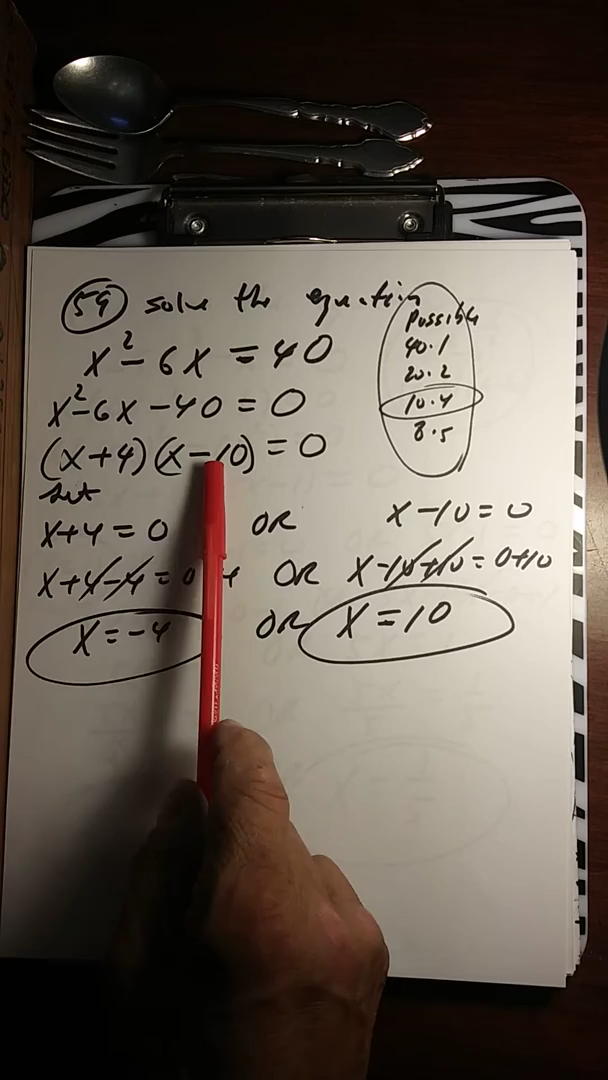 59 solve the equation
x² - 6x = 40
x² - 6x - 40 = 0
(x+4)(x-10) = 0
Possible
40·1
20·2
10·4
8·5
set
x+4 = 0 OR x-10 = 0
x+4-4 = 0-4 OR x-10+10 = 0+10
x = -4 OR x = 10